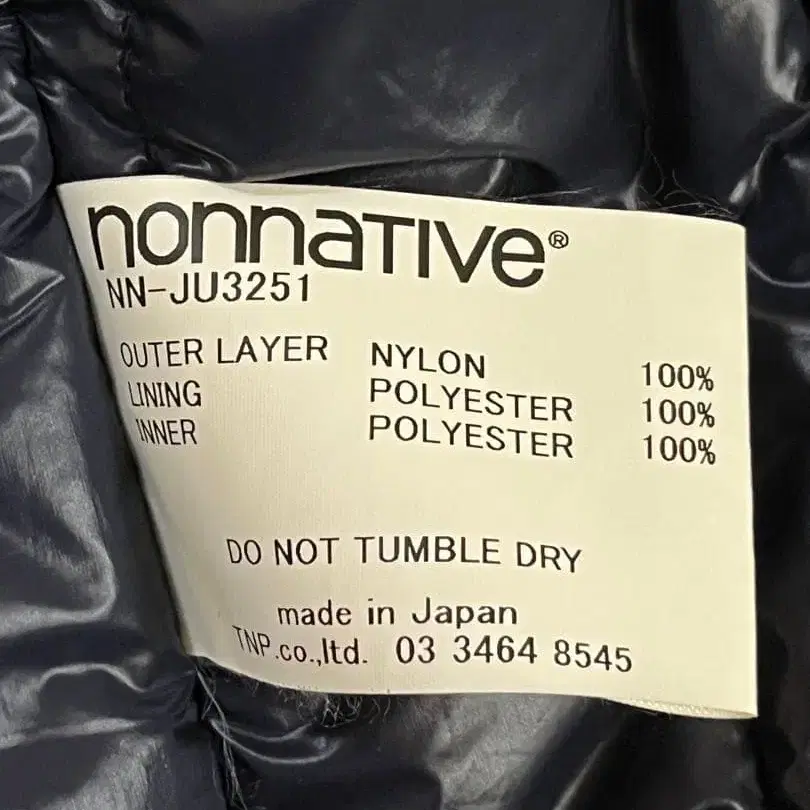 nonnative®
NN-JU3251
OUTER LAYER NYLON 100%
LINING POLYESTER 100%
INNER POLYESTER 100%
DO NOT TUMBLE DRY
made in Japan
TNP.co.,ltd. 03 3464 8545